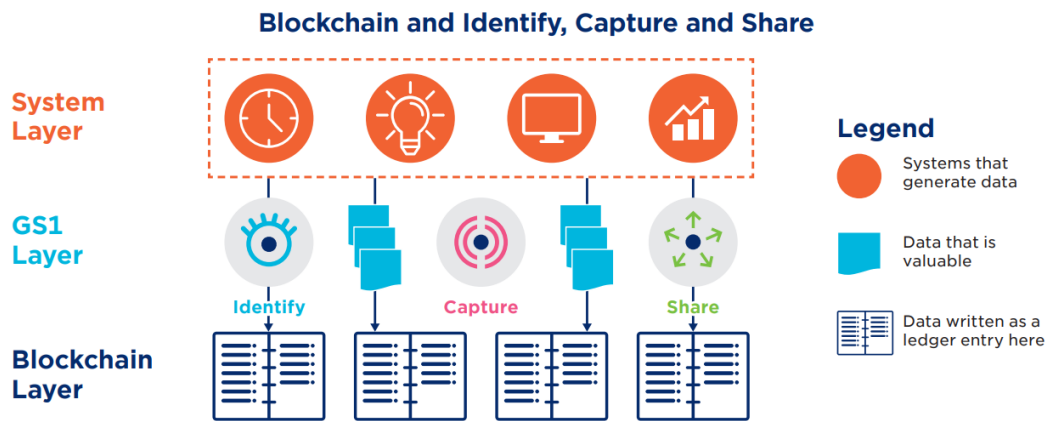 Blockchain and Identify, Capture and Share
System
Layer
GS1
Layer
Identify
Capture
Share
Blockchain
Layer
Legend
Systems that
generate data
Data that is
valuable
Data written as a
ledger entry here